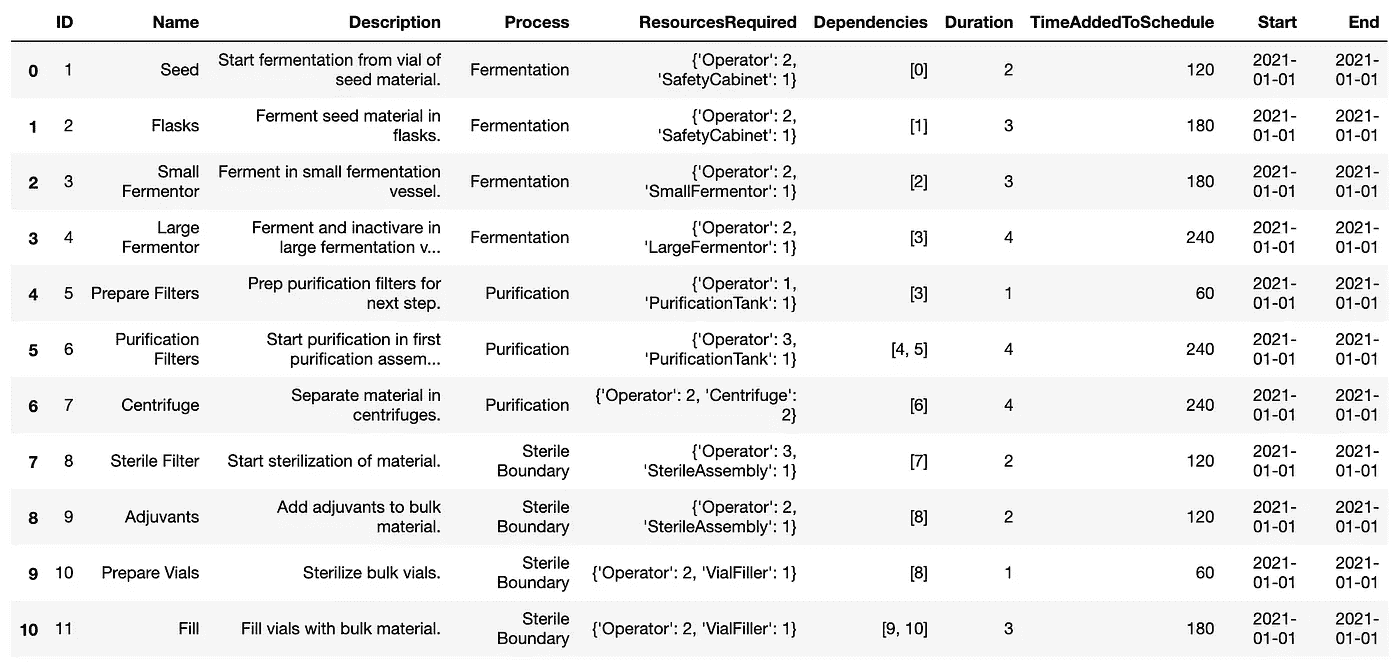 ID Name Description Process ResourcesRequired Dependencies Duration TimeAddedToSchedule Start End
0 1 Seed Start fermentation from vial of seed material. Fermentation {'Operator': 2, 'SafetyCabinet': 1} [0] 2 120 2021-01-01 2021-01-01
1 2 Flasks Ferment seed material in flasks. Fermentation {'Operator': 2, 'SafetyCabinet': 1} [1] 3 180 2021-01-01 2021-01-01
2 3 Small Fermentor Ferment in small fermentation vessel. Fermentation {'Operator': 2, 'SmallFermentor': 1} [2] 3 180 2021-01-01 2021-01-01
3 4 Large Fermentor Ferment and inactivare in large fermentation v... Fermentation {'Operator': 2, 'LargeFermentor': 1} [3] 4 240 2021-01-01 2021-01-01
4 5 Prepare Filters Prep purification filters for next step. Purification {'Operator': 1, 'PurificationTank': 1} [3] 1 60 2021-01-01 2021-01-01
5 6 Purification Filters Start purification in first purification assem... Purification {'Operator': 3, 'PurificationTank': 1} [4, 5] 4 240 2021-01-01 2021-01-01
6 7 Centrifuge Separate material in centrifuges. Purification {'Operator': 2, 'Centrifuge': 2} [6] 4 240 2021-01-01 2021-01-01
7 8 Sterile Filter Start sterilization of material. Sterile Boundary {'Operator': 3, 'SterileAssembly': 1} [7] 2 120 2021-01-01 2021-01-01
8 9 Adjuvants Add adjuvants to bulk material. Sterile Boundary {'Operator': 2, 'SterileAssembly': 1} [8] 2 120 2021-01-01 2021-01-01
9 10 Prepare Vials Sterilize bulk vials. Sterile Boundary {'Operator': 2, 'VialFiller': 1} [8] 1 60 2021-01-01 2021-01-01
10 11 Fill Fill vials with bulk material. Sterile Boundary {'Operator': 2, 'VialFiller': 1} [9, 10] 3 180 2021-01-01 2021-01-01